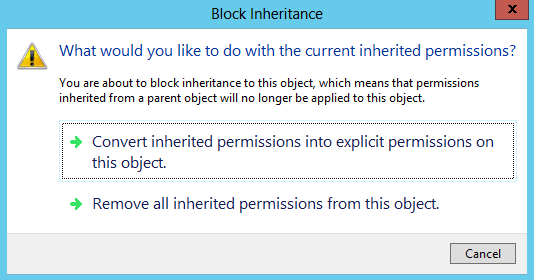 Block Inheritance
x
What would you like to do with the current inherited permissions?
You are about to block inheritance to this object, which means that permissions
inherited from a parent object will no longer be applied to this object.
Convert inherited permissions into explicit permissions on
this object.
Remove all inherited permissions from this object.
Cancel